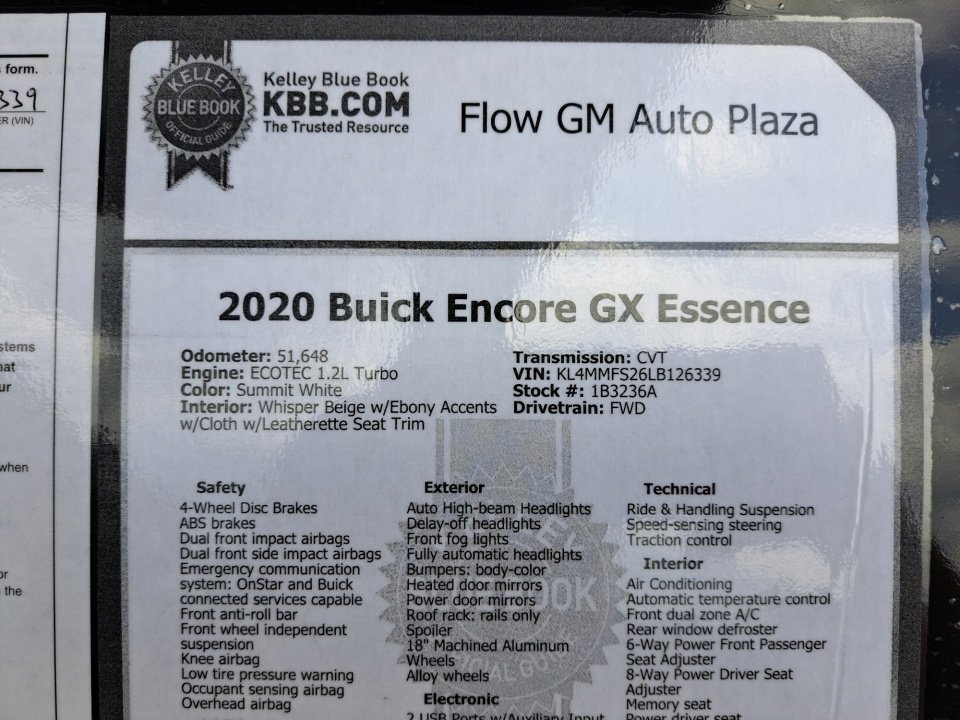 form.
339
ER (VIN)
stems
hat
ur
when
or
the
KELLEY
BLUE BOOK
OFFICIAL GUIDE
Kelley Blue Book
KBB.COM
The Trusted Resource
Flow GM Auto Plaza
2020 Buick Encore GX Essence
Odometer: 51,648
Engine: ECOTEC 1.2L Turbo
Color: Summit White
Interior: Whisper Beige w/Ebony Accents
w/Cloth w/Leatherette Seat Trim
Transmission: CVT
VIN: KL4MMFS26LB126339
Stock #: 1B3236A
Drivetrain: FWD
Safety
4-Wheel Disc Brakes
ABS brakes
Dual front impact airbags
Dual front side impact airbags
Emergency communication
system: OnStar and Buick
connected services capable
Front anti-roll bar
Front wheel independent
suspension
Knee airbag
Low tire pressure warning
Occupant sensing airbag
Overhead airbag
Exterior
Auto High-beam Headlights
Delay-off headlights
Front fog lights
Fully automatic headlights
Bumpers: body-color
Heated door mirrors
Power door mirrors
Roof rack: rails only
Spoiler
18" Machined Aluminum
Wheels
Alloy wheels
Electronic
2 USB Ports w/Auxiliary Input
Technical
Ride & Handling Suspension
Speed-sensing steering
Traction control
Interior
Air Conditioning
Automatic temperature control
Front dual zone A/C
Rear window defroster
6-Way Power Front Passenger
Seat Adjuster
8-Way Power Driver Seat
Adjuster
Memory seat
Power driver seat